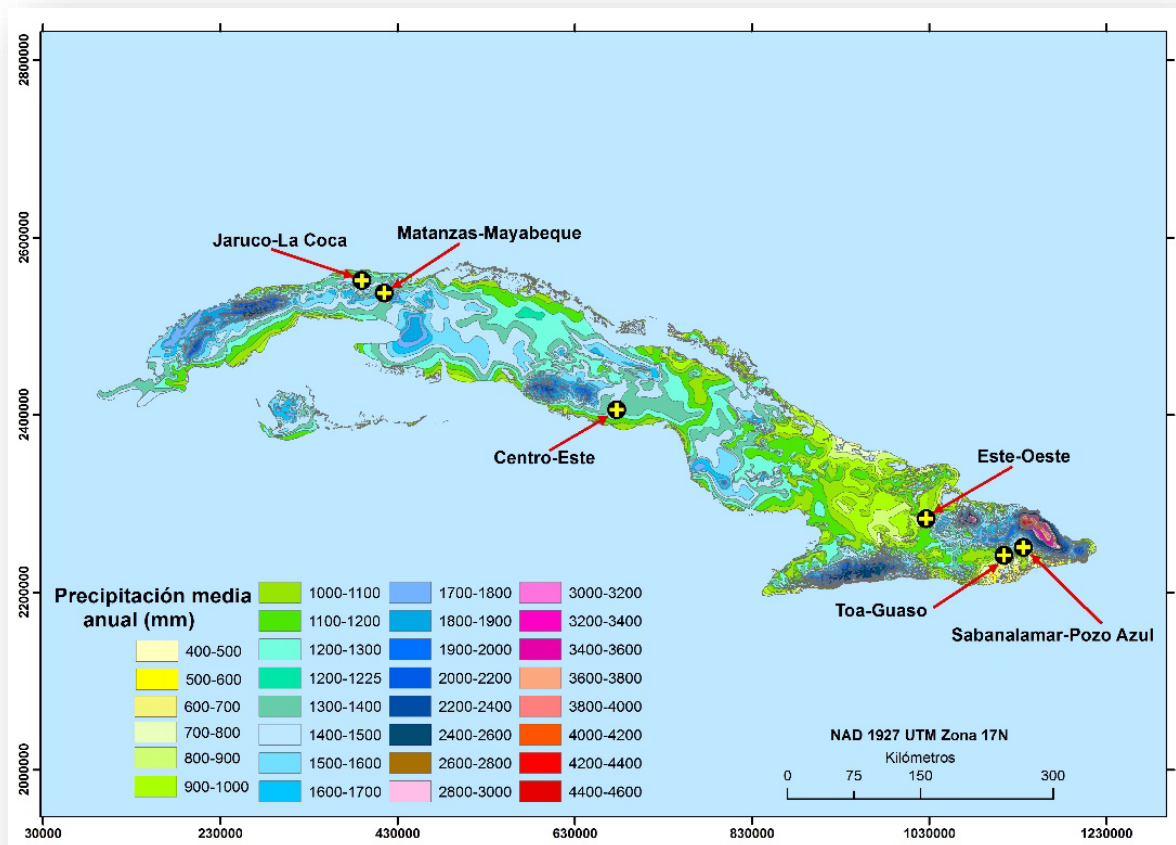 2800000
2600000
2400000
2200000
2000000
Jaruco-La Coca
Matanzas-Mayabeque
Centro-Este
Este-Oeste
Toa-Guaso
Sabanalamar-Pozo Azul
Precipitación media
anual (mm)
400-500
500-600
600-700
700-800
800-900
900-1000
1000-1100
1100-1200
1200-1300
1200-1225
1300-1400
1400-1500
1500-1600
1600-1700
1700-1800
1800-1900
1900-2000
2000-2200
2200-2400
2400-2600
2600-2800
2800-3000
3000-3200
3200-3400
3400-3600
3600-3800
3800-4000
4000-4200
4200-4400
4400-4600
NAD 1927 UTM Zona 17N
Kilómetros
0 75 150 300
30000 230000 430000 630000 830000 1030000 1230000